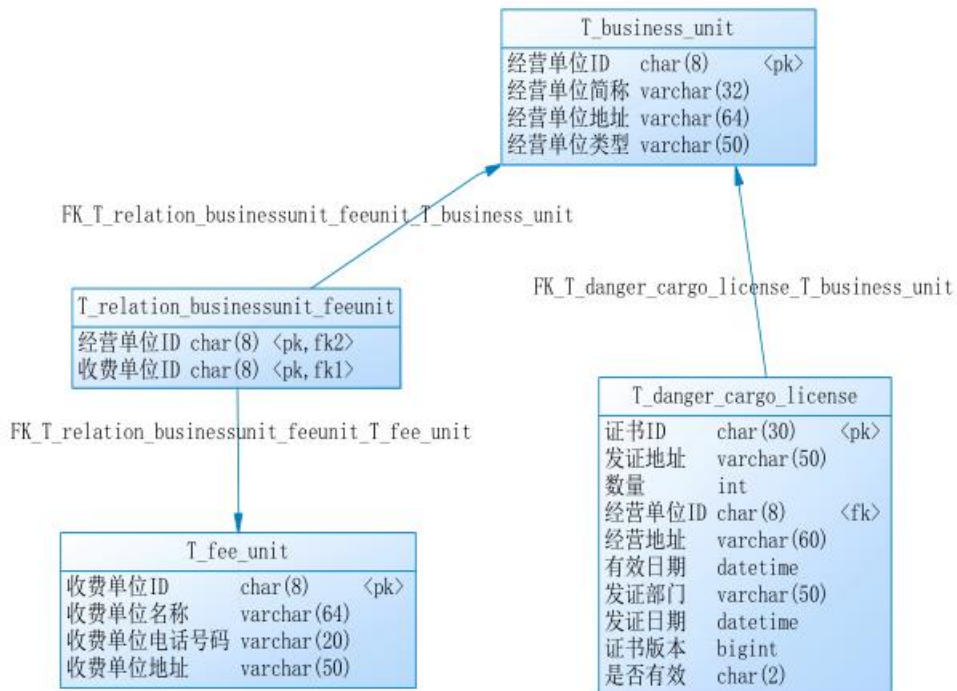 T_business_unit
经营单位ID char(8) <pk>
经营单位简称 varchar(32)
经营单位地址 varchar(64)
经营单位类型 varchar(50)
FK_T_relation_businessunit_feeunit_T_business_unit
FK_T_danger_cargo_license_T_business_unit
T_relation_businessunit_feeunit
经营单位ID char(8) <pk,fk2>
收费单位ID char(8) <pk,fk1>
FK_T_relation_businessunit_feeunit_T_fee_unit
T_fee_unit
收费单位ID char(8) <pk>
收费单位名称 varchar(64)
收费单位电话号码 varchar(20)
收费单位地址 varchar(50)
T_danger_cargo_license
证书ID char(30) <pk>
发证地址 varchar(50)
数量 int
经营单位ID char(8) <fk>
经营地址 varchar(60)
有效日期 datetime
发证部门 varchar(50)
发证日期 datetime
证书版本 bigint
是否有效 char(2)